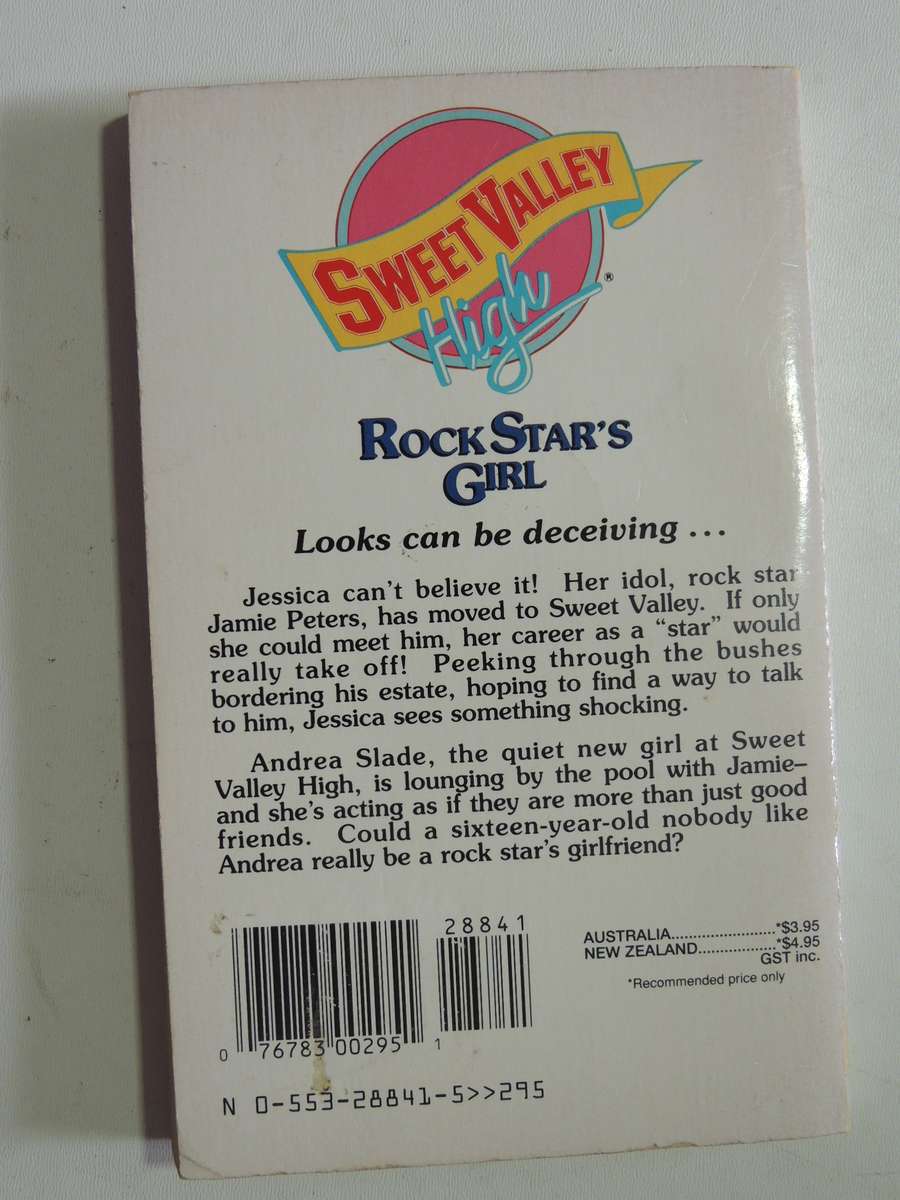 SWEET VALLEY
High®
ROCK STAR'S
GIRL
Looks can be deceiving ...
Jessica can't believe it! Her idol, rock star
Jamie Peters, has moved to Sweet Valley. If only
she could meet him, her career as a "star" would
really take off! Peeking through the bushes
bordering his estate, hoping to find a way to talk
to him, Jessica sees something shocking.
Andrea Slade, the quiet new girl at Sweet
Valley High, is lounging by the pool with Jamie–
and she's acting as if they are more than just good
friends. Could a sixteen-year-old nobody like
Andrea really be a rock star's girlfriend?
28841
0 76783 00295 1
N 0-553-28841-5>>295
AUSTRALIA........................*$3.95
NEW ZEALAND..................*$4.95
GST inc.
*Recommended price only